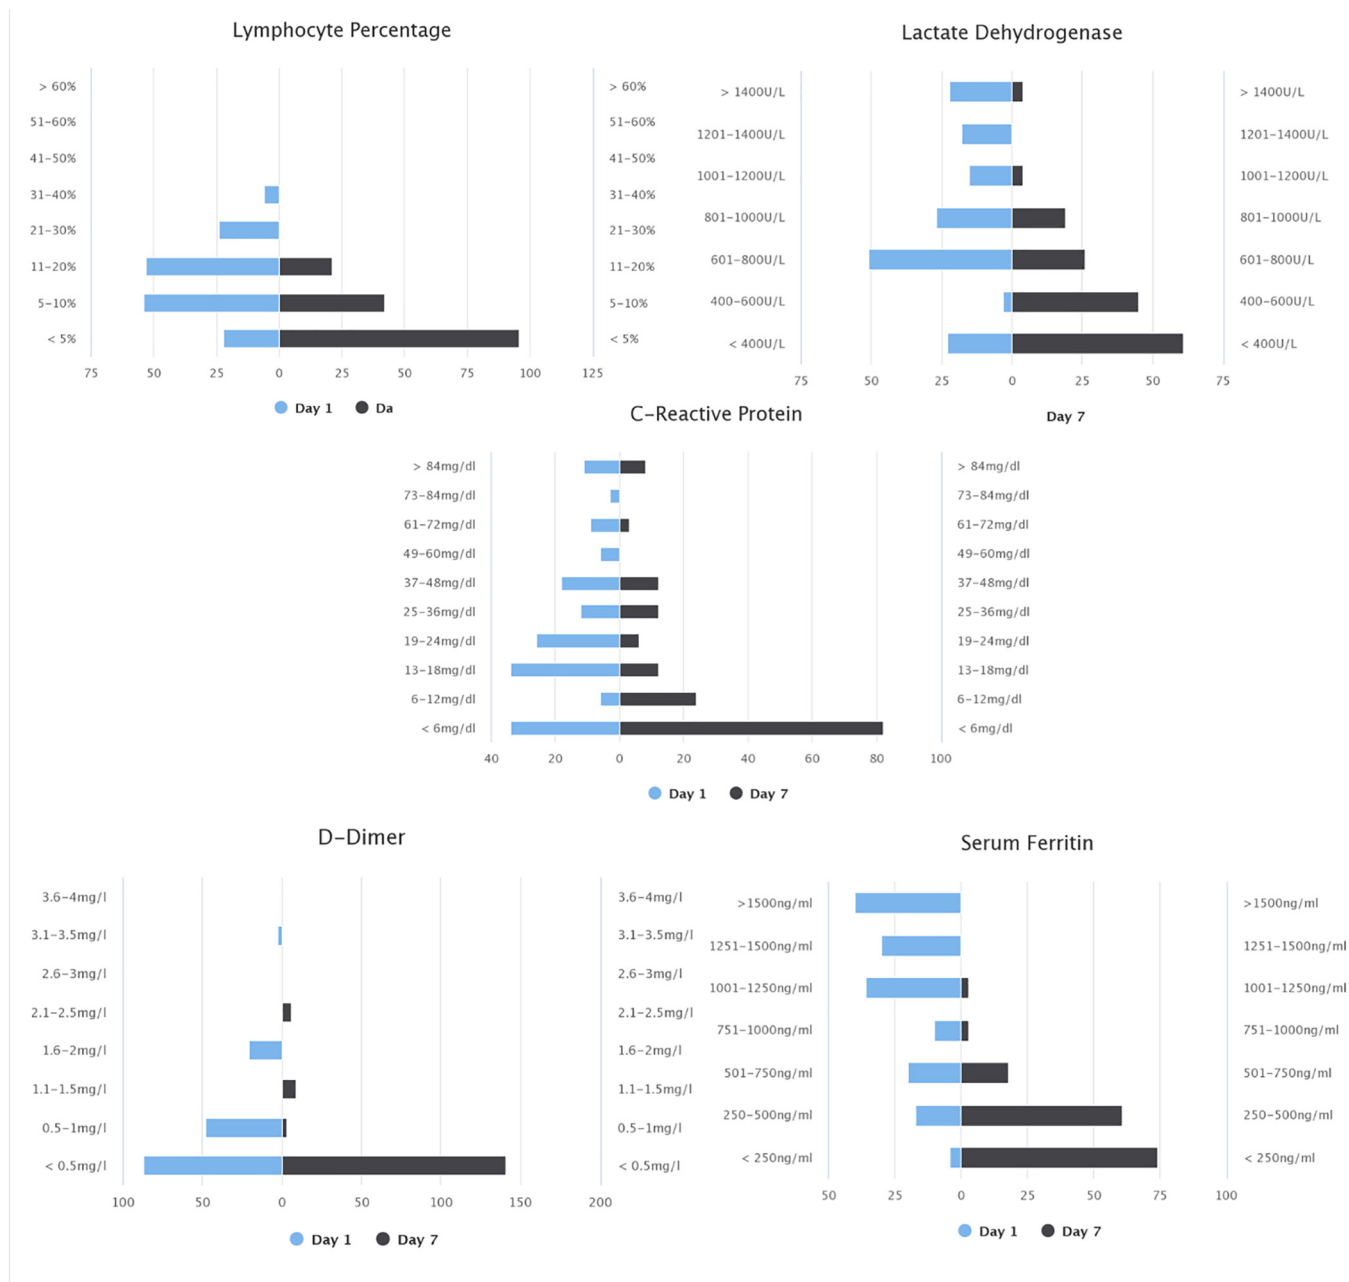 Lymphocyte Percentage
> 60%
51-60%
41-50%
31-40%
21-30%
11-20%
5-10%
< 5%
> 60%
51-60%
41-50%
31-40%
21-30%
11-20%
5-10%
< 5%
75 50 25 0 25 50 75 100 125
Day 1 Da
Lactate Dehydrogenase
> 1400U/L
1201-1400U/L
1001-1200U/L
801-1000U/L
601-800U/L
400-600U/L
< 400U/L
> 1400U/L
1201-1400U/L
1001-1200U/L
801-1000U/L
601-800U/L
400-600U/L
< 400U/L
75 50 25 0 25 50 75
Day 7
C-Reactive Protein
> 84mg/dl
73-84mg/dl
61-72mg/dl
49-60mg/dl
37-48mg/dl
25-36mg/dl
19-24mg/dl
13-18mg/dl
6-12mg/dl
< 6mg/dl
> 84mg/dl
73-84mg/dl
61-72mg/dl
49-60mg/dl
37-48mg/dl
25-36mg/dl
19-24mg/dl
13-18mg/dl
6-12mg/dl
< 6mg/dl
40 20 0 20 40 60 80 100
Day 1 Day 7
D-Dimer
3.6-4mg/l
3.1-3.5mg/l
2.6-3mg/l
2.1-2.5mg/l
1.6-2mg/l
1.1-1.5mg/l
0.5-1mg/l
< 0.5mg/l
3.6-4mg/l
3.1-3.5mg/l
2.6-3mg/l
2.1-2.5mg/l
1.6-2mg/l
1.1-1.5mg/l
0.5-1mg/l
< 0.5mg/l
100 50 0 50 100 150 200
Day 1 Day 7
Serum Ferritin
>1500ng/ml
1251-1500ng/ml
1001-1250ng/ml
751-1000ng/ml
501-750ng/ml
250-500ng/ml
< 250ng/ml
>1500ng/ml
1251-1500ng/ml
1001-1250ng/ml
751-1000ng/ml
501-750ng/ml
250-500ng/ml
< 250ng/ml
50 25 0 25 50 75 100
Day 1 Day 7